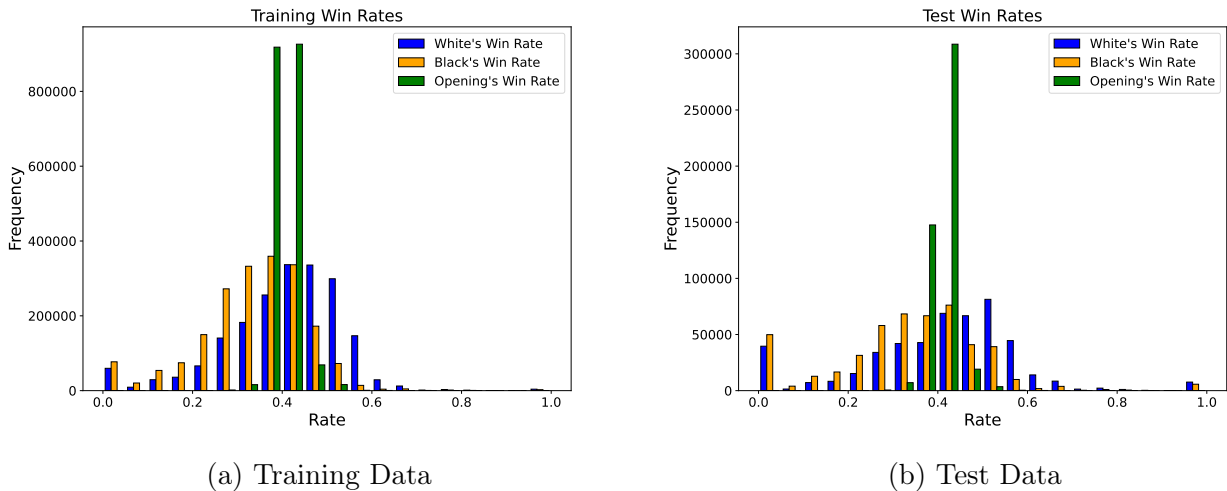 Training Win Rates
White's Win Rate
Black's Win Rate
Opening's Win Rate
800000
600000
400000
200000
0
Frequency
0.0 0.2 0.4 0.6 0.8 1.0
Rate
(a) Training Data
Test Win Rates
White's Win Rate
Black's Win Rate
Opening's Win Rate
300000
250000
200000
150000
100000
50000
0
Frequency
0.0 0.2 0.4 0.6 0.8 1.0
Rate
(b) Test Data